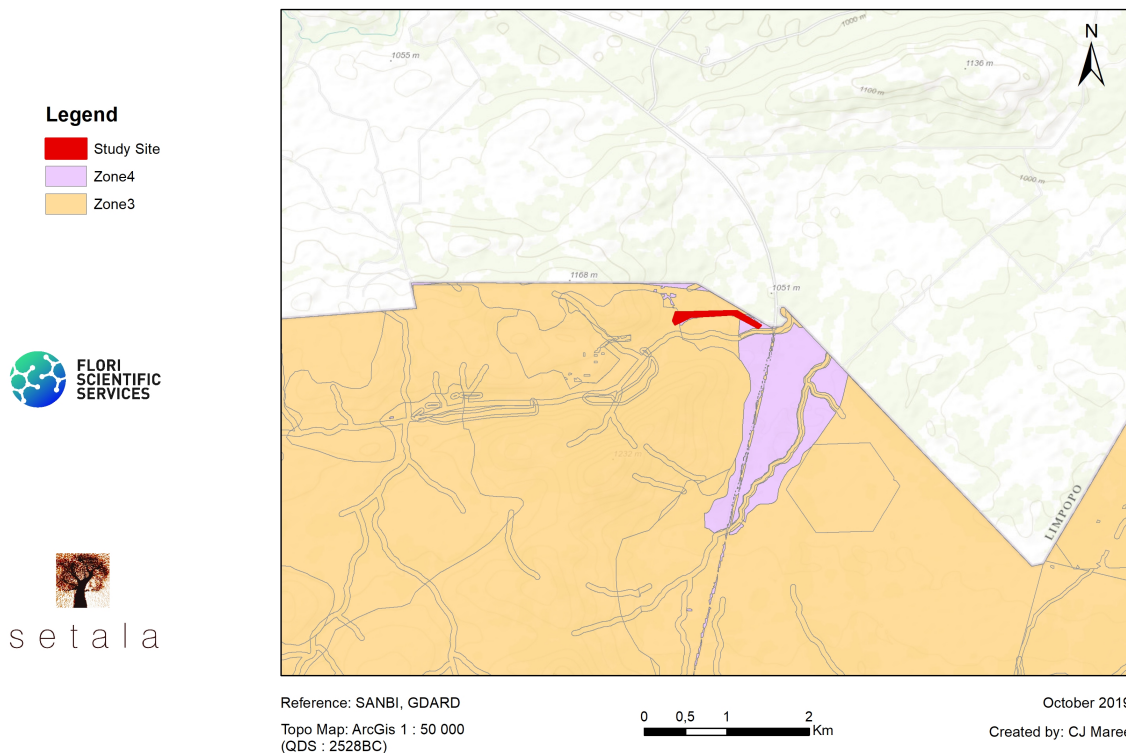 Legend
Study Site
Zone4
Zone3
FLORI
SCIENTIFIC
SERVICES
setala
N
1000 m
1055 m
1136 m
1100 m
1000 m
1168 m
1051 m
1232 m
LIMPOPO
Reference: SANBI, GDARD
Topo Map: ArcGis 1 : 50 000
(QDS : 2528BC)
0 0,5 1 2
Km
October 2019
Created by: CJ Maree